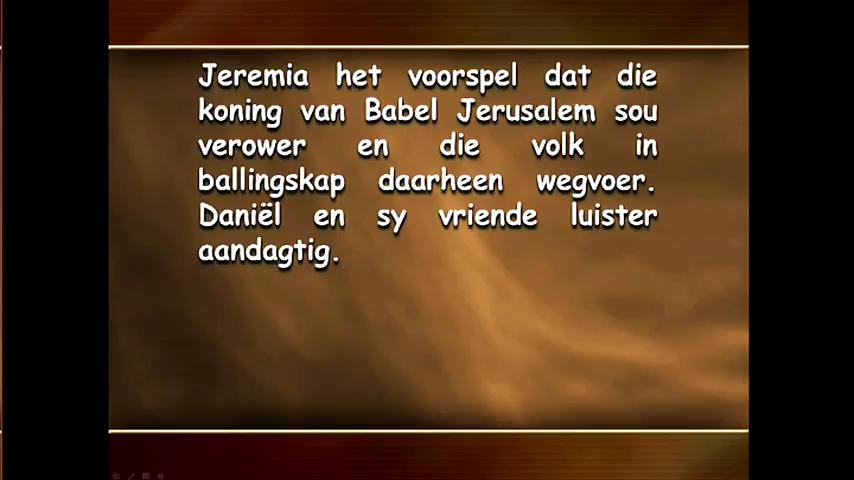 Jeremia het voorspel dat die
koning van Babel Jerusalem sou
verower en die volk in
ballingskap daarheen wegvoer.
Daniël en sy vriende luister
aandagtig.